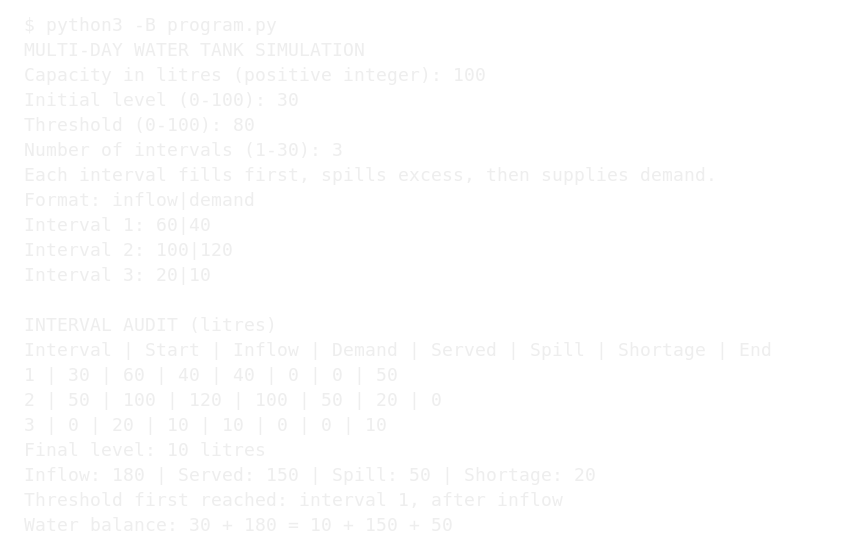 $ python3 -B program.py
MULTI-DAY WATER TANK SIMULATION
Capacity in litres (positive integer): 100
Initial level (0-100): 30
Threshold (0-100): 80
Number of intervals (1-30): 3
Each interval fills first, spills excess, then supplies demand.
Format: inflow|demand
Interval 1: 60|40
Interval 2: 100|120
Interval 3: 20|10
INTERVAL AUDIT (litres)
Interval | Start | Inflow | Demand | Served | Spill | Shortage | End
1 | 30 | 60 | 40 | 40 | 0 | 0 | 50
2 | 50 | 100 | 120 | 100 | 50 | 20 | 0
3 | 0 | 20 | 10 | 10 | 0 | 0 | 10
Final level: 10 litres
Inflow: 180 | Served: 150 | Spill: 50 | Shortage: 20
Threshold first reached: interval 1, after inflow
Water balance: 30 + 180 = 10 + 150 + 50